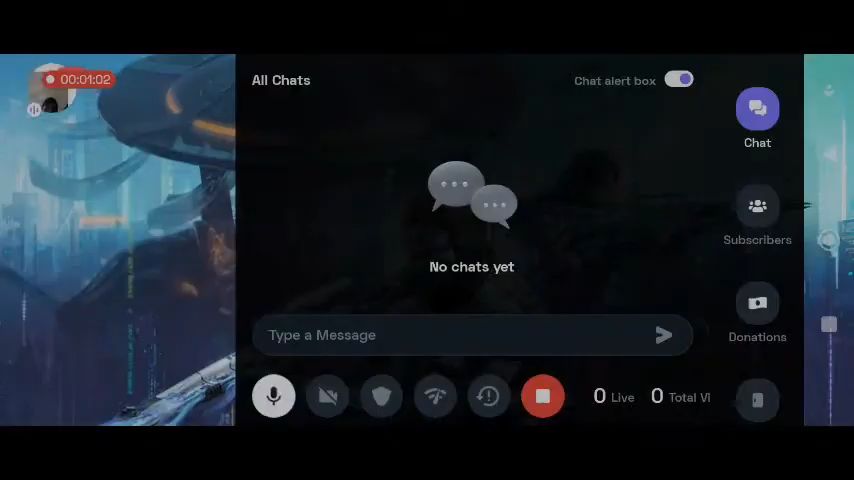 00:01:02
All Chats
Chat alert box
Chat
Subscribers
No chats yet
Donations
Type a Message
0 Live 0 Total Vi